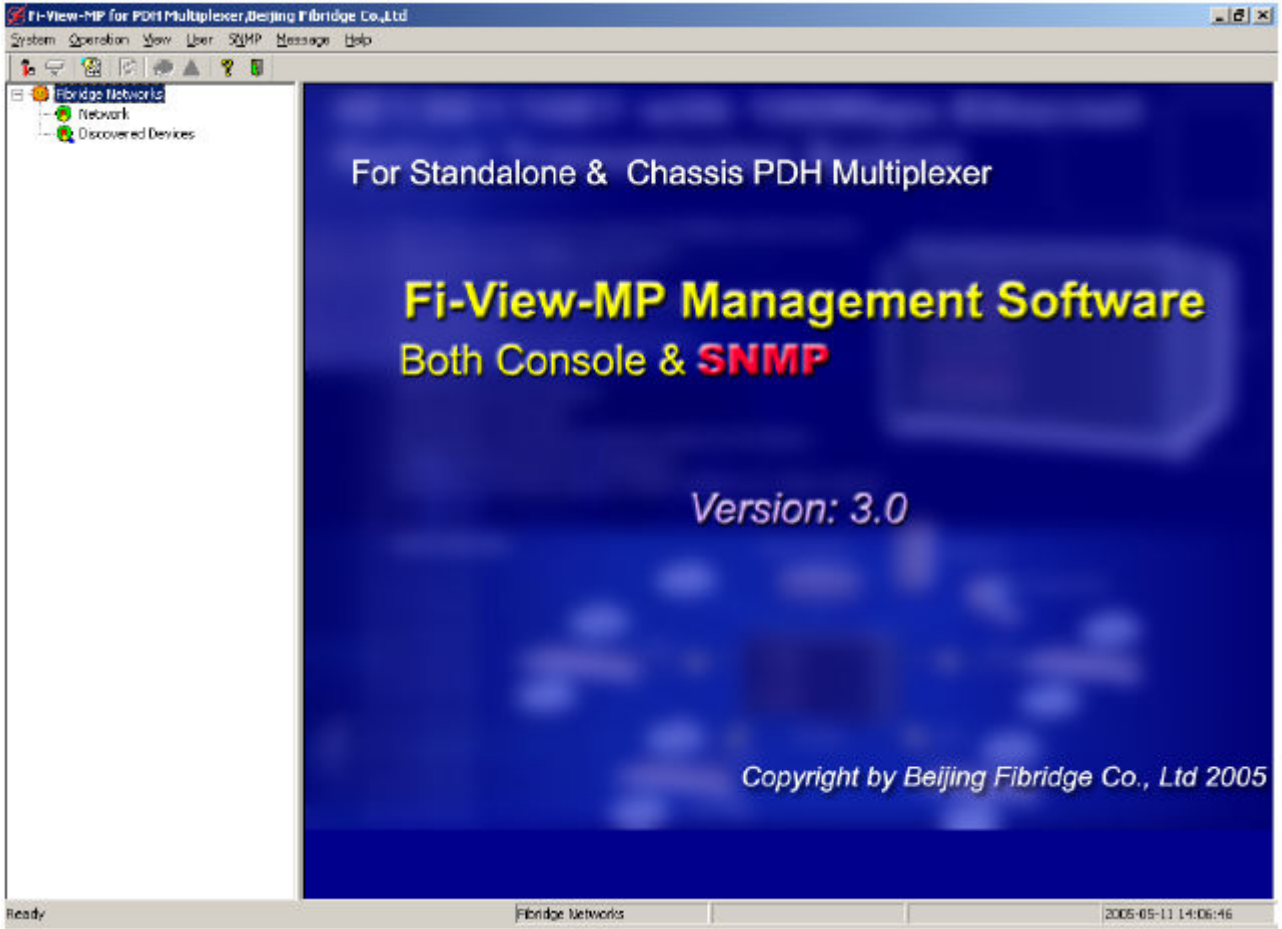 Fi-View-MP for PDH Multiplexer,Beijing Fibridge Co.,Ltd
System Operation View User SNMP Message Help
Fibridge Networks
Network
Discovered Devices
For Standalone & Chassis PDH Multiplexer
Fi-View-MP Management Software
Both Console & SNMP
Version: 3.0
Copyright by Beijing Fibridge Co., Ltd 2005
Ready Fibridge Networks 2005-05-11 14:06:46